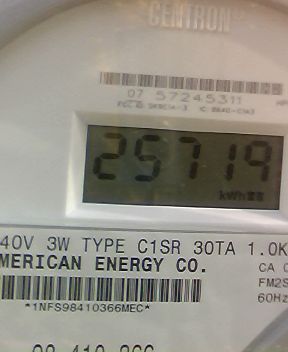 CENTRON
07 57245311
25719
kWh
40V 3W TYPE C1SR 30TA 1.0K
MERICAN ENERGY CO.
CA 0
FM2S
60Hz
*1NFS98410366MEC*